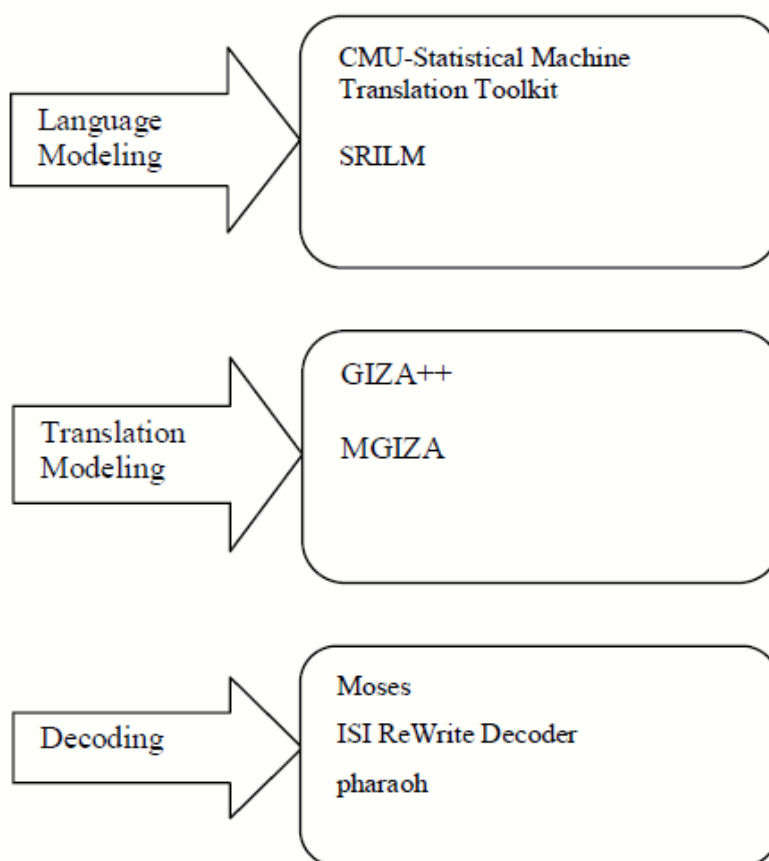 Language
Modeling
CMU-Statistical Machine
Translation Toolkit
SRILM
Translation
Modeling
GIZA++
MGIZA
Decoding
Moses
ISI ReWrite Decoder
pharaoh